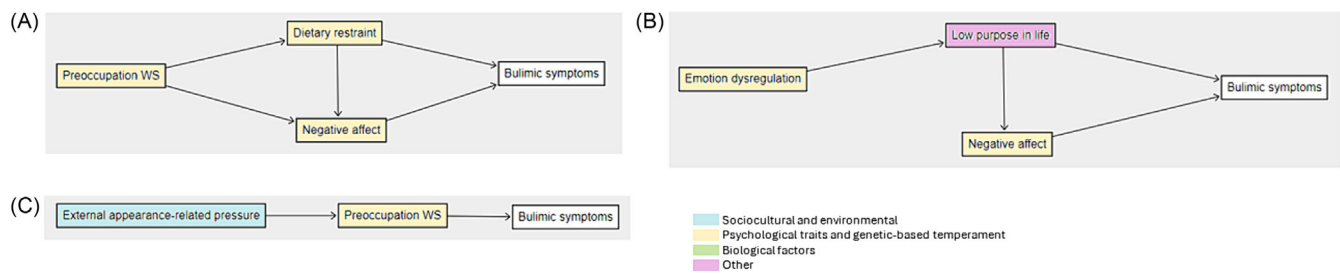 (A)
Dietary restraint
Preoccupation WS
Bulimic symptoms
Negative affect
(B)
Low purpose in life
Emotion dysregulation
Bulimic symptoms
Negative affect
(C)
External appearance-related pressure
Preoccupation WS
Bulimic symptoms
Sociocultural and environmental
Psychological traits and genetic-based temperament
Biological factors
Other